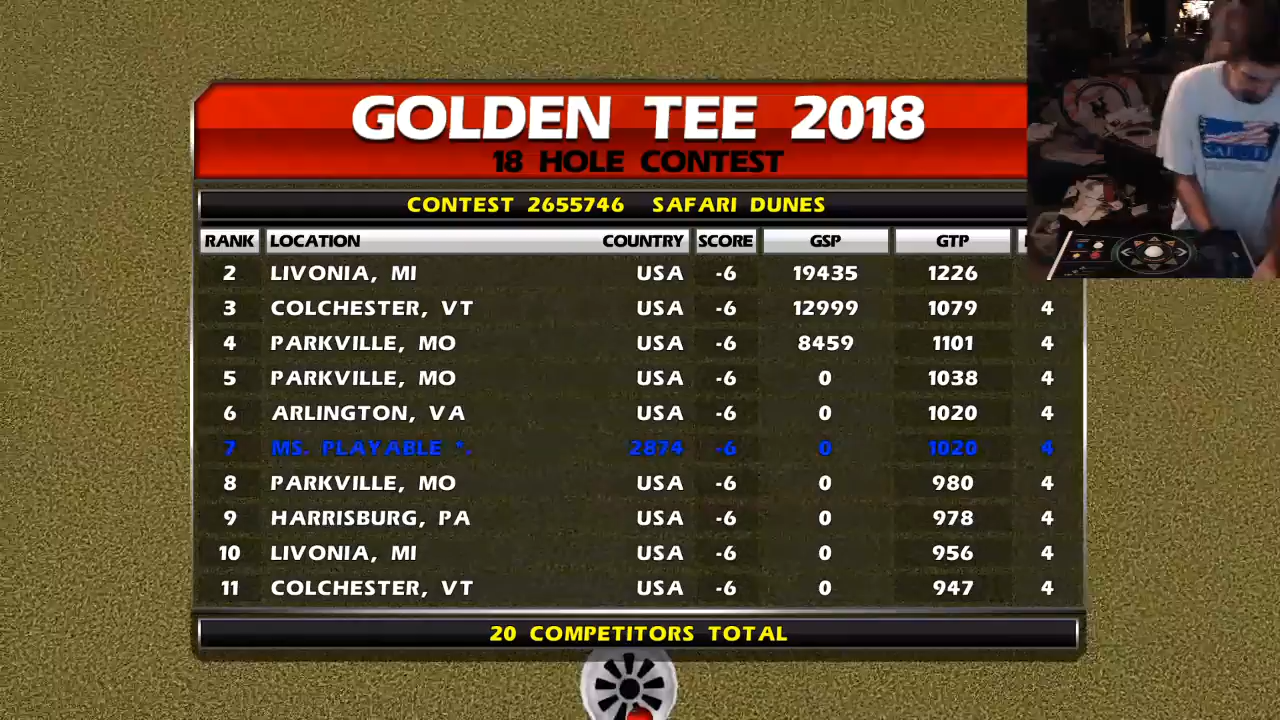 GOLDEN TEE 2018
18 HOLE CONTEST
CONTEST 2655746 SAFARI DUNES
RANK LOCATION COUNTRY SCORE GSP GTP
2 LIVONIA, MI USA -6 19435 1226
3 COLCHESTER, VT USA -6 12999 1079 4
4 PARKVILLE, MO USA -6 8459 1101 4
5 PARKVILLE, MO USA -6 0 1038 4
6 ARLINGTON, VA USA -6 0 1020 4
7 MS. PLAYABLE *. 2874 -6 0 1020 4
8 PARKVILLE, MO USA -6 0 980 4
9 HARRISBURG, PA USA -6 0 978 4
10 LIVONIA, MI USA -6 0 956 4
11 COLCHESTER, VT USA -6 0 947 4
20 COMPETITORS TOTAL